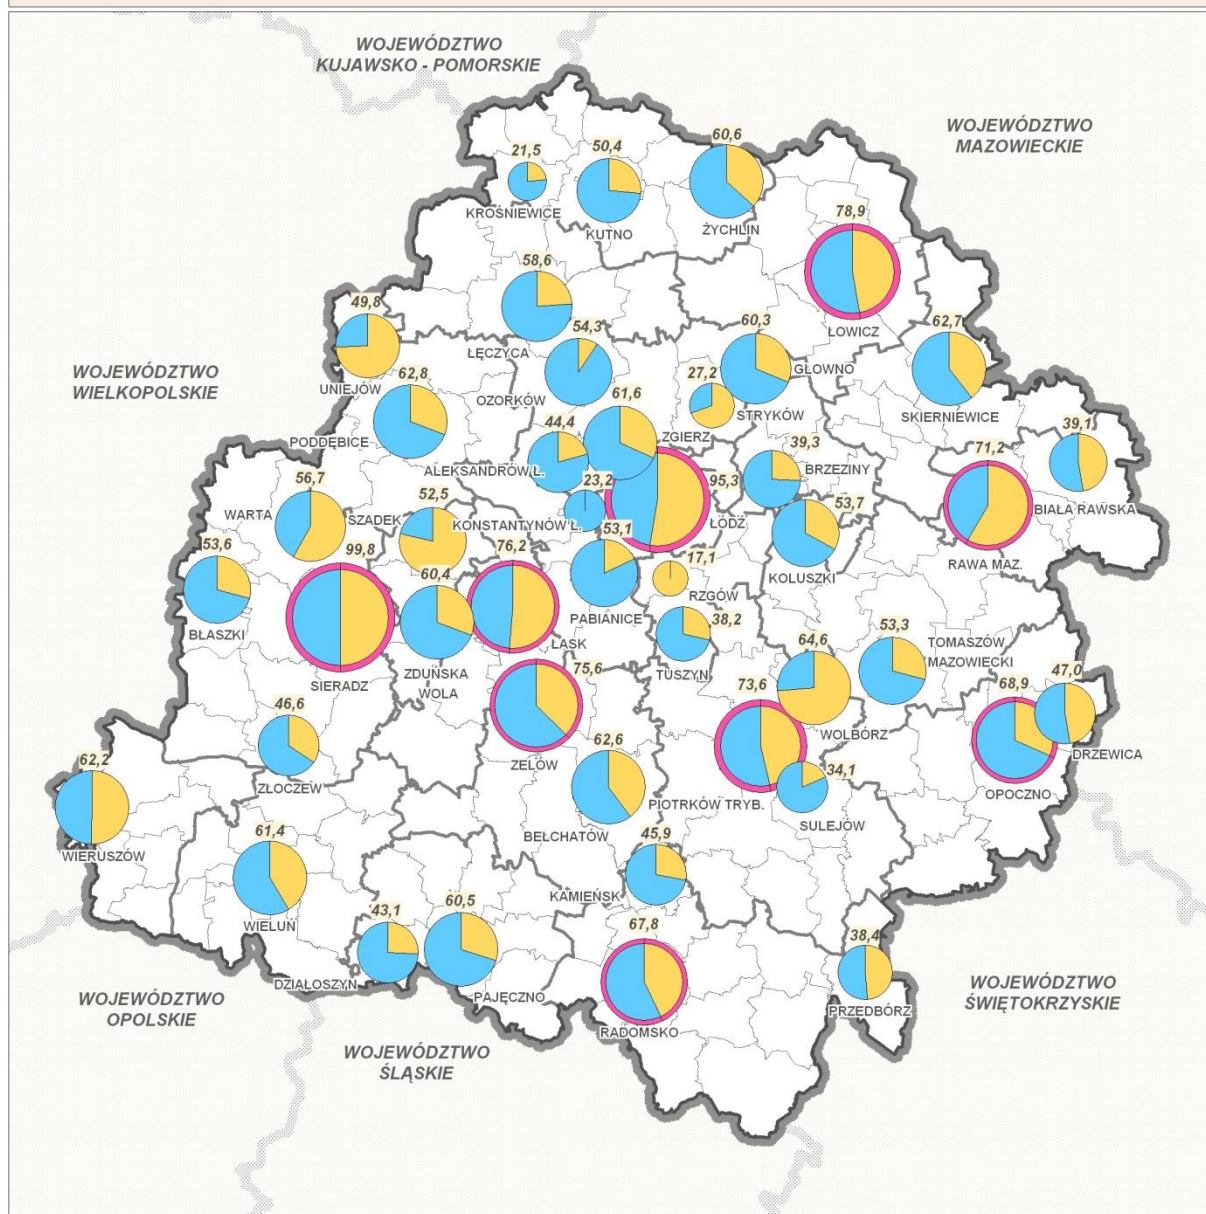 WOJEWÓDZTWO
KUJAWSKO - POMORSKIE
WOJEWÓDZTWO
MAZOWIECKIE
60,6
21,5
50,4
KROŚNIEWICE
KUTNO
ŻYCHLIN
78,9
58,6
49,8
ŁOWICZ
54,3
60,3
62,7
ŁĘCZYCA
GŁOWNO
WOJEWÓDZTWO
WIELKOPOLSKIE
62,8
27,2
UNIEJÓW
OZORKÓW
61,6
STRYKÓW
SKIERNIEWICE
39,1
PODDĘBICE
ZGIERZ
39,3
71,2
44,4
ALEKSANDRÓW Ł.
BRZEZINY
56,7
52,5
23,2
95,3
53,7
WARTA
SZADEK
KONSTANTYNÓW Ł.
ŁÓDŹ
BIAŁA RAWSKA
53,1
53,6
99,8
76,2
17,1
KOLUSZKI
RAWA MAZ.
60,4
RZGÓW
PABIANICE
38,2
BŁASZKI
ŁASK
64,6
53,3
TOMASZÓW
MAZOWIECKI
SIERADZ
ZDUŃSKA
WOLA
75,6
TUSZYN
47,0
73,6
68,9
46,6
WOLBÓRZ
DRZEWICA
62,2
ZELÓW
62,6
34,1
ZŁOCZEW
PIOTRKÓW TRYB.
OPOCZNO
SULEJÓW
61,4
BEŁCHATÓW
45,9
WIERUSZÓW
KAMIEŃSK
60,5
43,1
WIELUŃ
67,8
38,4
DZIAŁOSZYN
PAJĘCZNO
WOJEWÓDZTWO
OPOLSKIE
WOJEWÓDZTWO
ŚWIĘTOKRZYSKIE
PRZEDBÓRZ
RADOMSKO
WOJEWÓDZTWO
ŚLĄSKIE